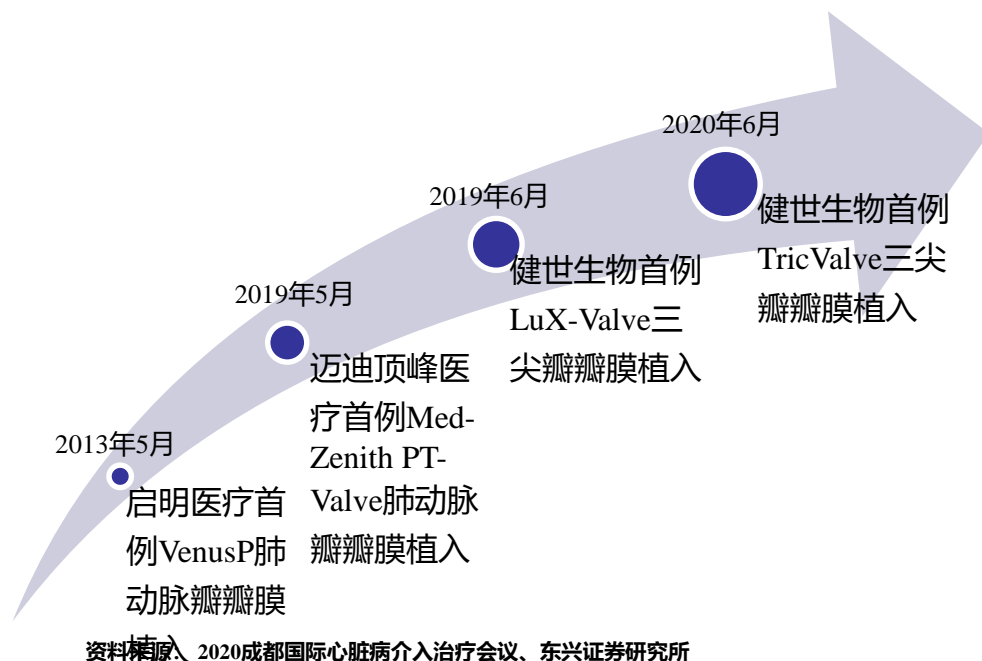 2013年5月
启明医疗首
例VenusP肺
动脉瓣瓣膜
植入
2019年5月
迈迪顶峰医
疗首例Med-
Zenith PT-
Valve肺动脉
瓣瓣膜植入
2019年6月
健世生物首例
LuX-Valve三
尖瓣瓣膜植入
2020年6月
健世生物首例
TricValve三尖
瓣瓣膜植入
资料来源：、2020成都国际心脏病介入治疗会议、东兴证券研究所